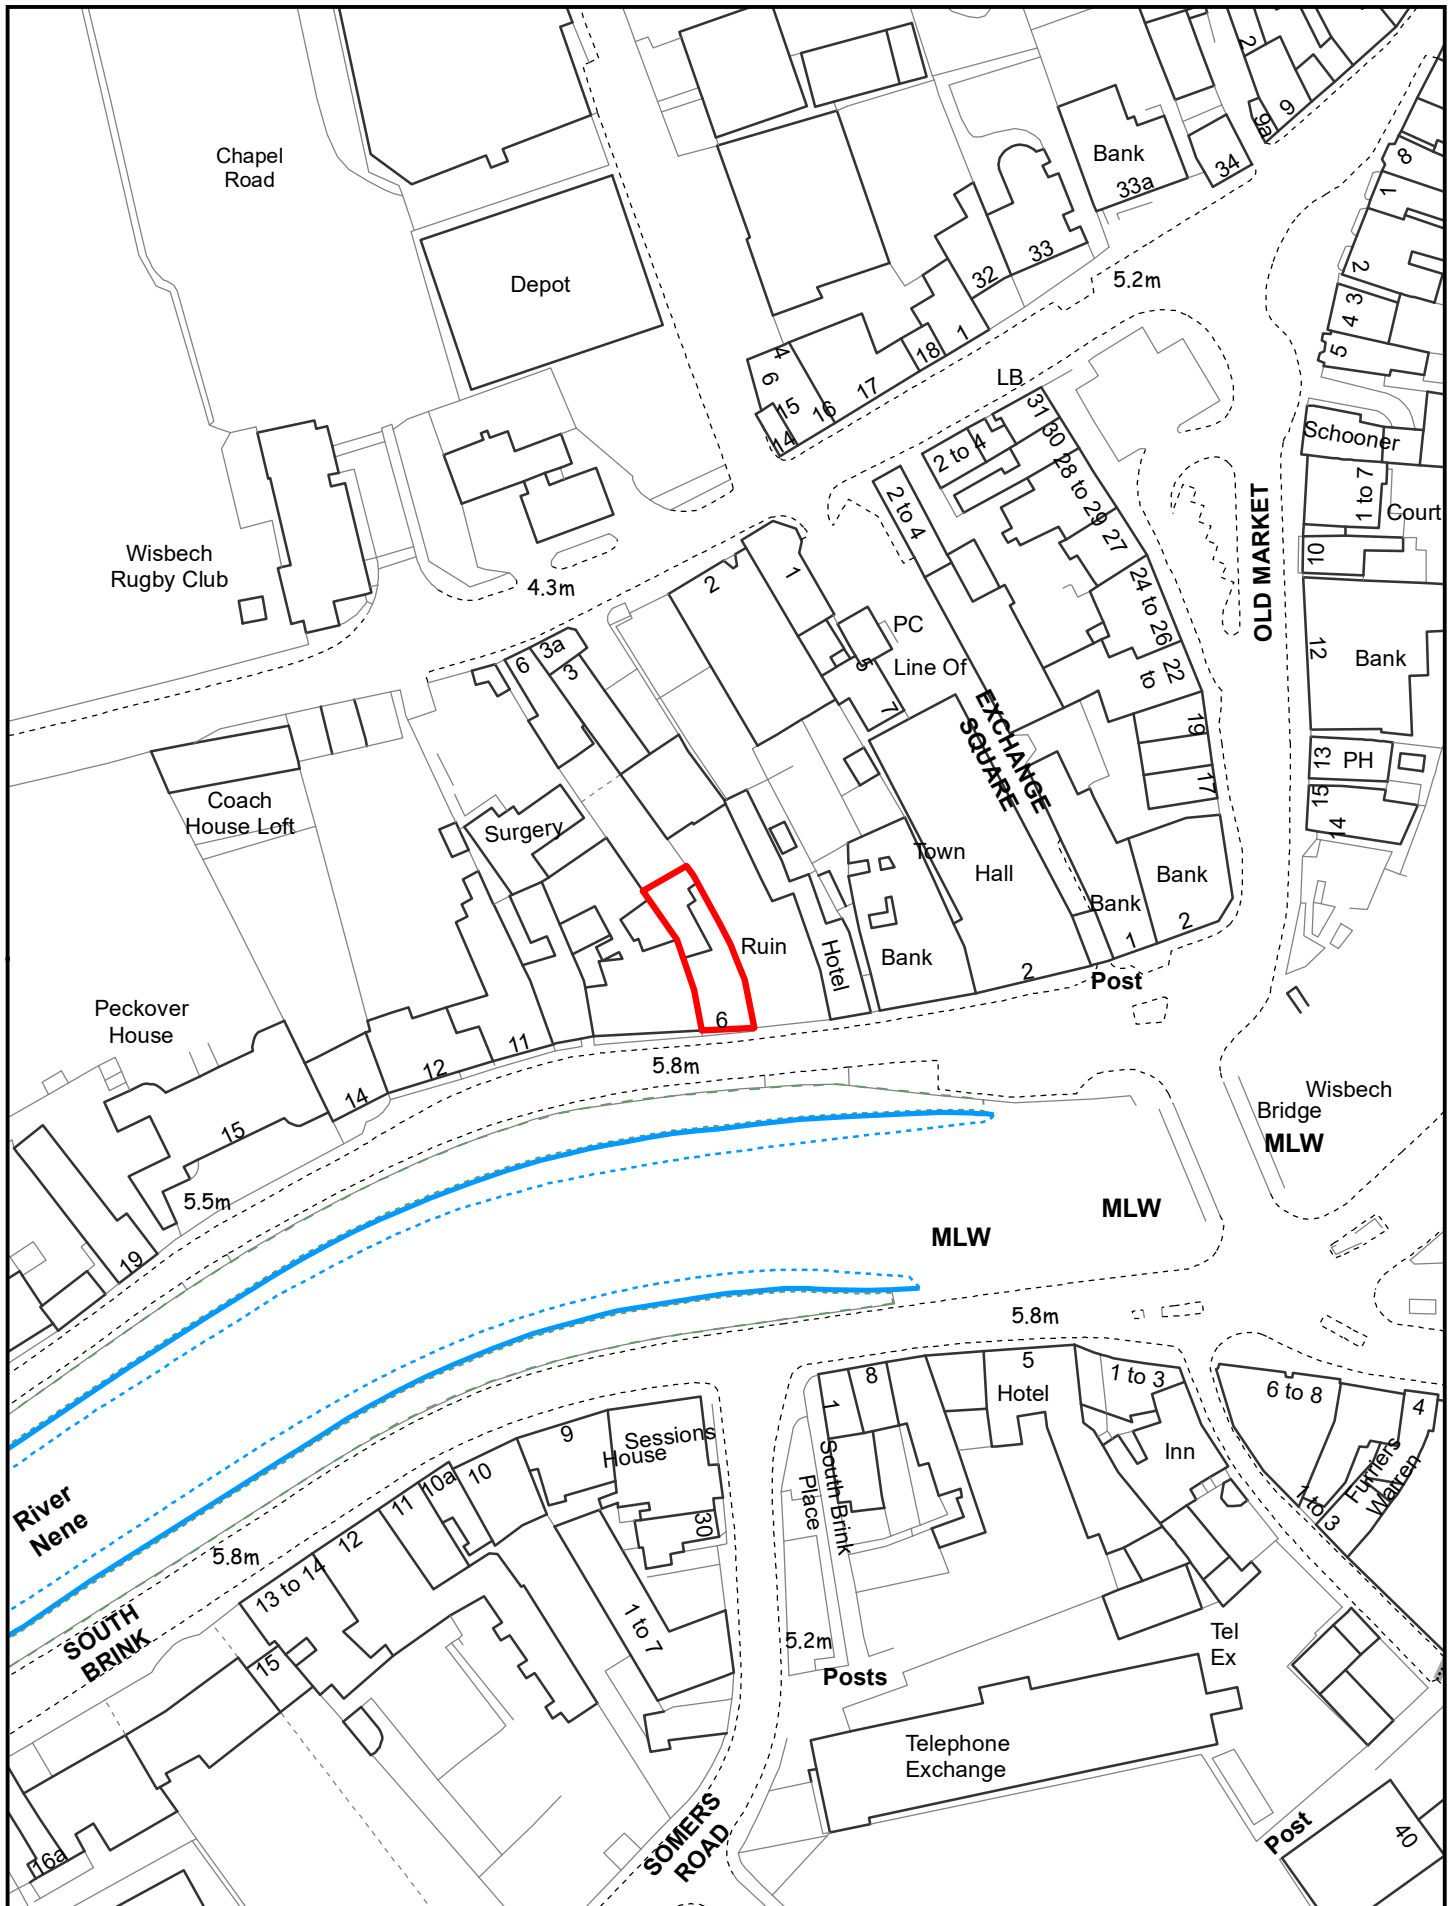 2
9
9a
8
Chapel
Road
Bank
33a
34
1
33
2
32
Depot
5.2m
3
4
1
18
5
4
6
17
LB
15
16
31
14
30
Schooner
2 to 4
28 to 29
2 to 4
1 to 7
Court
27
10
OLD MARKET
Wisbech
Rugby Club
2
1
4.3m
24 to 26
PC
12
Bank
6
3a
3
5
Line Of
22
to
7
EXCHANGE
SQUARE
19
13
PH
17
15
14
Coach
House Loft
Surgery
Town
Hall
Bank
Bank
1
2
Ruin
Hotel
Bank
2
Post
Peckover
House
6
11
12
14
5.8m
Wisbech
Bridge
MLW
15
5.5m
MLW
MLW
19
5.8m
5
Hotel
1 to 3
6 to 8
4
8
1
9
Sessions
House
Inn
Furriers
Warren
1 to 3
South Brink
Place
10
10a
11
12
30
River
Nene
5.8m
13 to 14
1 to 7
SOUTH
BRINK
15
5.2m
Tel
Ex
Posts
Telephone
Exchange
SOMERS
ROAD
Post
40
16a